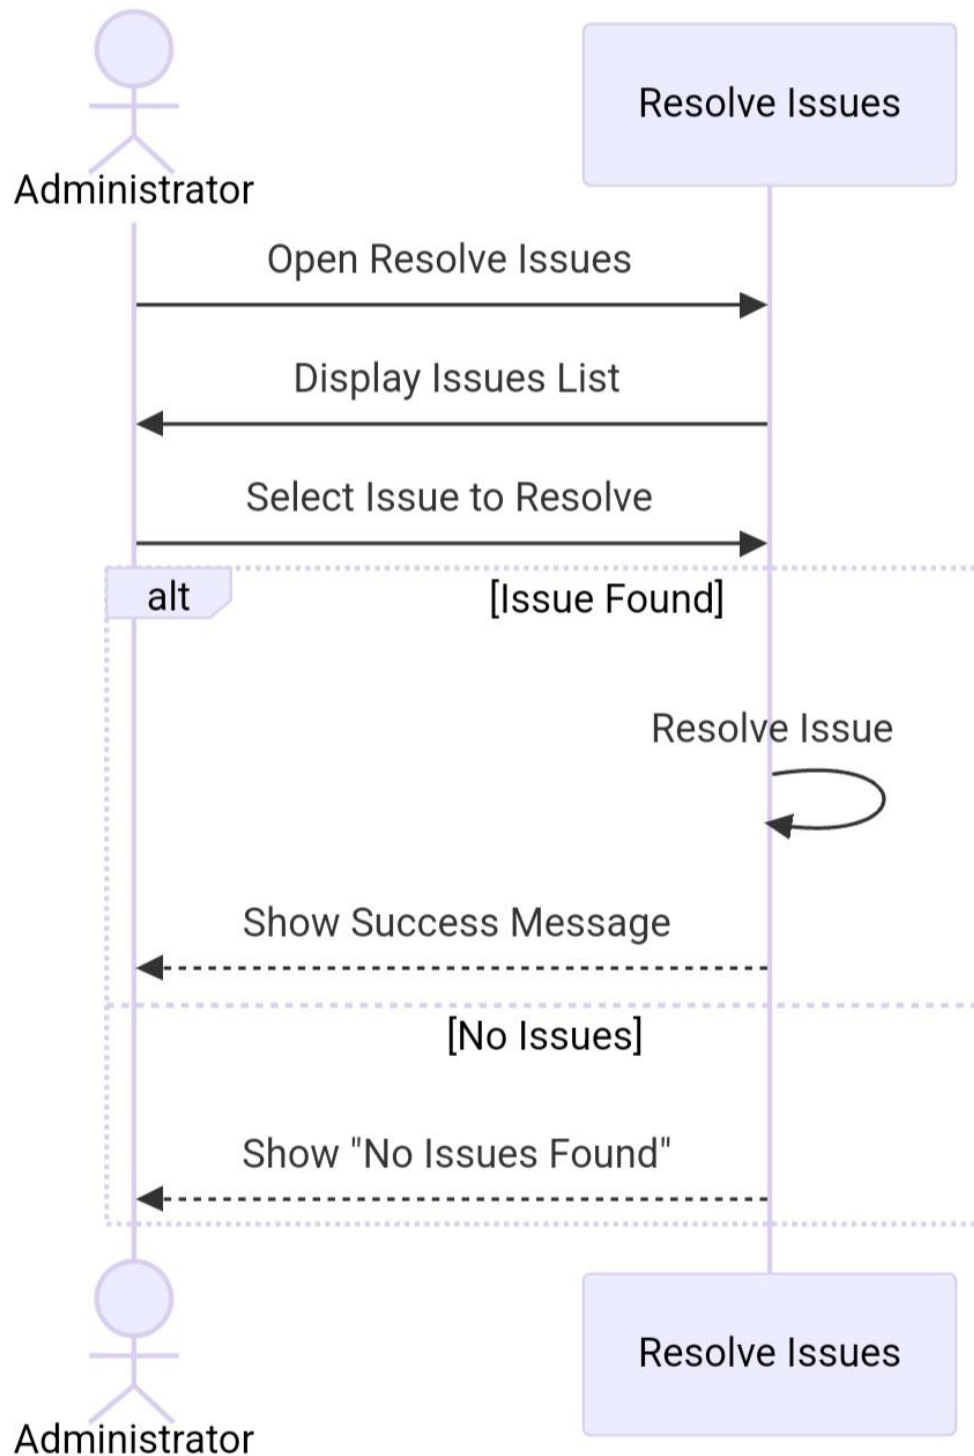 Resolve Issues
Administrator
Open Resolve Issues
Display Issues List
Select Issue to Resolve
alt
[Issue Found]
Resolve Issue
Show Success Message
[No Issues]
Show "No Issues Found"
Resolve Issues
Administrator